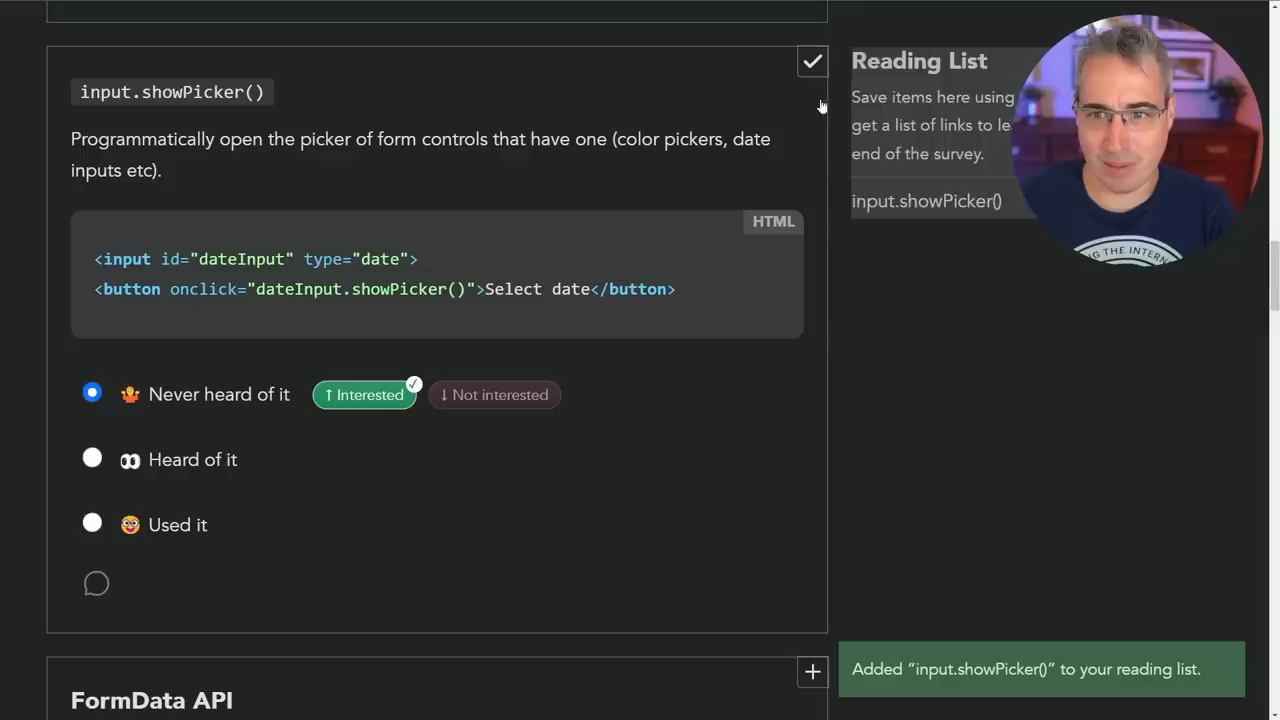 input.showPicker()
Programmatically open the picker of form controls that have one (color pickers, date
inputs etc).
HTML
<input id="dateInput" type="date">
<button onclick="dateInput.showPicker()">Select date</button>
Never heard of it
↑ Interested
↓ Not interested
Heard of it
Used it
FormData API
Reading List
Save items here using
get a list of links to
end of the survey.
input.showPicker()
THE INTERN
Added “input.showPicker()” to your reading list.